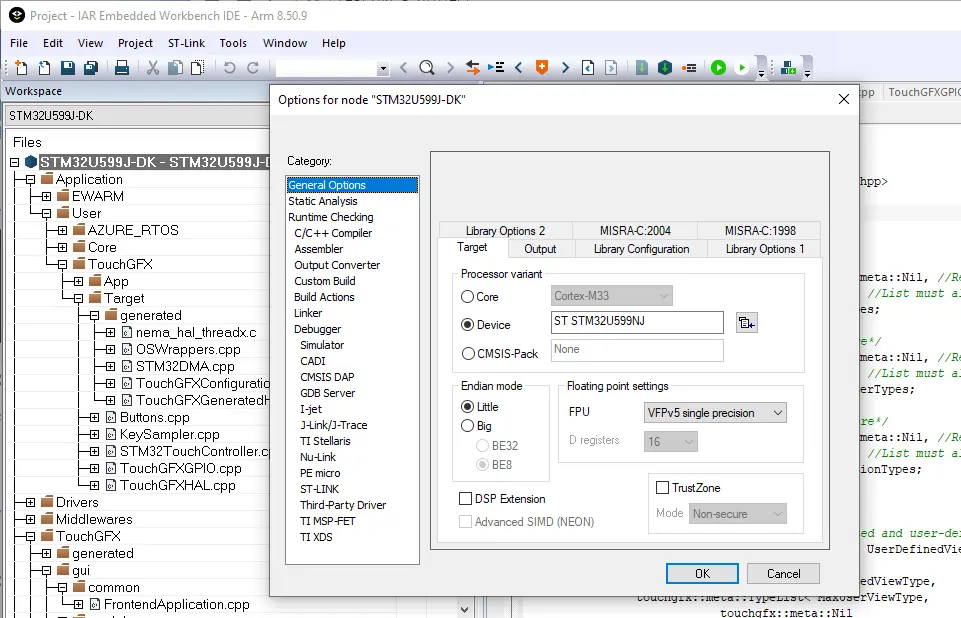 Project - IAR Embedded Workbench IDE - Arm 8.50.9
File Edit View Project ST-Link Tools Window Help
Workspace
STM32U599J-DK
Files
STM32U599J-DK - STM32U599J-D
Application
EWARM
User
AZURE_RTOS
Core
TouchGFX
App
Target
generated
nema_hal_threadx.c
OSWrappers.cpp
STM32DMA.cpp
TouchGFXConfiguratio
TouchGFXGeneratedH
Buttons.cpp
KeySampler.cpp
STM32TouchController.c
TouchGFXGPIO.cpp
TouchGFXHAL.cpp
Drivers
Middlewares
TouchGFX
generated
gui
common
FrontendApplication.cpp
Options for node "STM32U599J-DK"
Category:
General Options
Static Analysis
Runtime Checking
C/C++ Compiler
Assembler
Output Converter
Custom Build
Build Actions
Linker
Debugger
Simulator
CADI
CMSIS DAP
GDB Server
I-jet
J-Link/J-Trace
TI Stellaris
Nu-Link
PE micro
ST-LINK
Third-Party Driver
TI MSP-FET
TI XDS
Library Options 2 MISRA-C:2004 MISRA-C:1998
Target Output Library Configuration Library Options 1
Processor variant
Core Cortex-M33
Device ST STM32U599NJ
CMSIS-Pack None
Endian mode
Little
Big
BE32
BE8
Floating point settings
FPU VFPv5 single precision
D registers 16
DSP Extension
Advanced SIMD (NEON)
TrustZone
Mode Non-secure
OK Cancel
cpp TouchGFXGPI
hpp>
meta::Nil, //Re
//List must al
es;
re*/
meta::Nil, //Re
//List must al
erTypes;
re*/
meta::Nil, //Re
//List must al
ionTypes;
ed and user-de
UserDefinedVi
edViewType,
touchgfx::meta::TypeList< MaxUserViewType,
touchgfx::meta::Nil